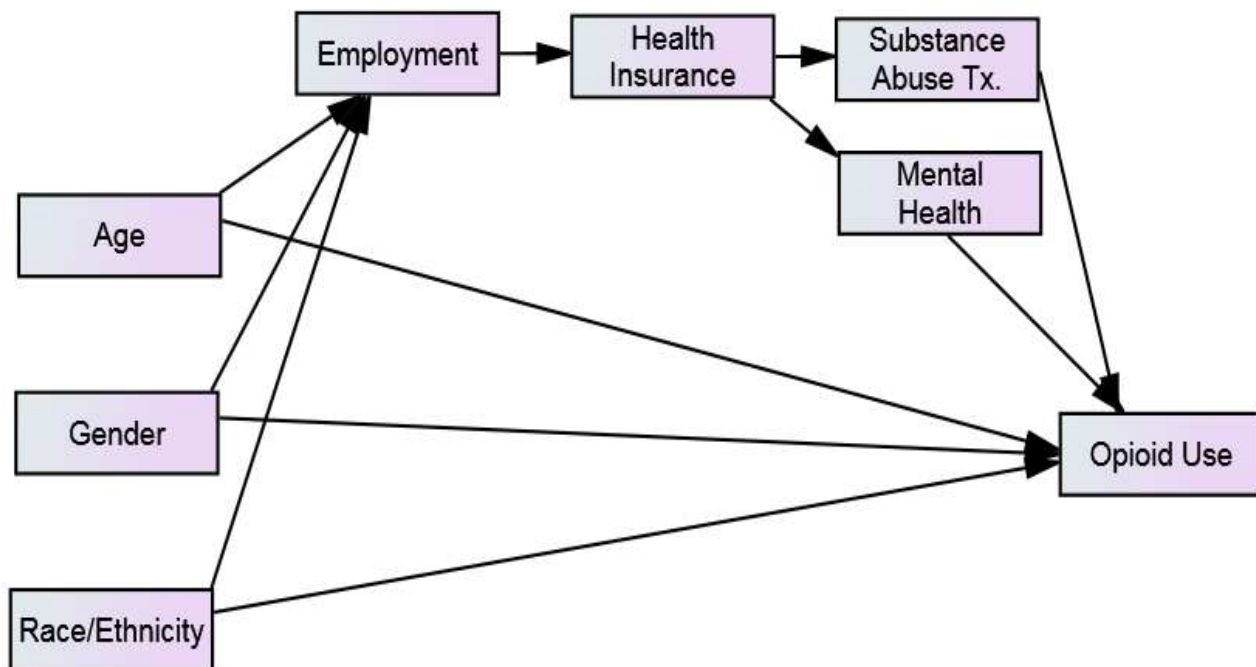 Employment
Health
Insurance
Substance
Abuse Tx.
Mental
Health
Age
Gender
Opioid Use
Race/Ethnicity